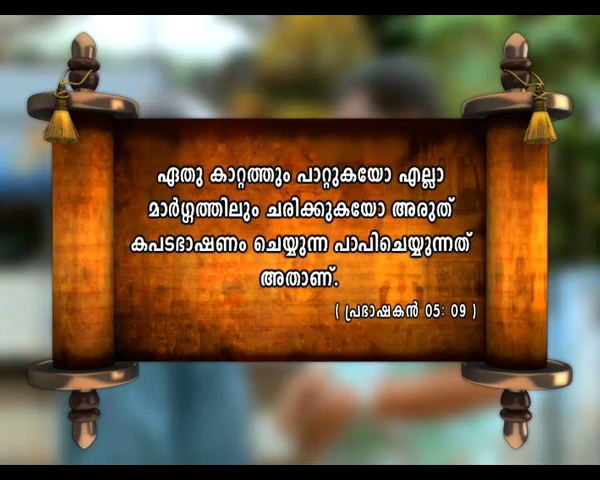 ഏതു കാറ്റത്തും പാറ്റുകയോ എല്ലാ
മാർഗ്ഗത്തിലും ചരിക്കുകയോ അരുത്
കപടഭാഷണം ചെയ്യുന്ന പാപിചെയ്യുന്നത്
അതാണ്.
( പ്രഭാഷകൻ 05: 09 )